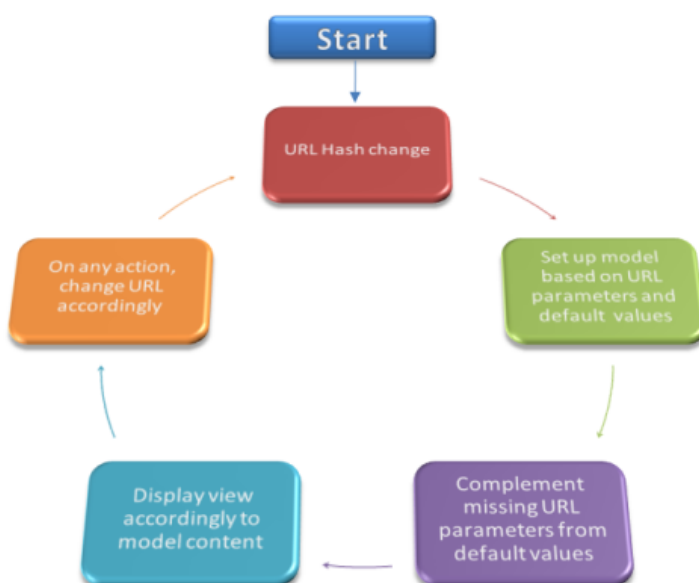 Start
URL Hash change
Set up model
based on URL
parameters and
default values
Complement
missing URL
parameters from
default values
Display view
accordingly to
model content
On any action,
change URL
accordingly